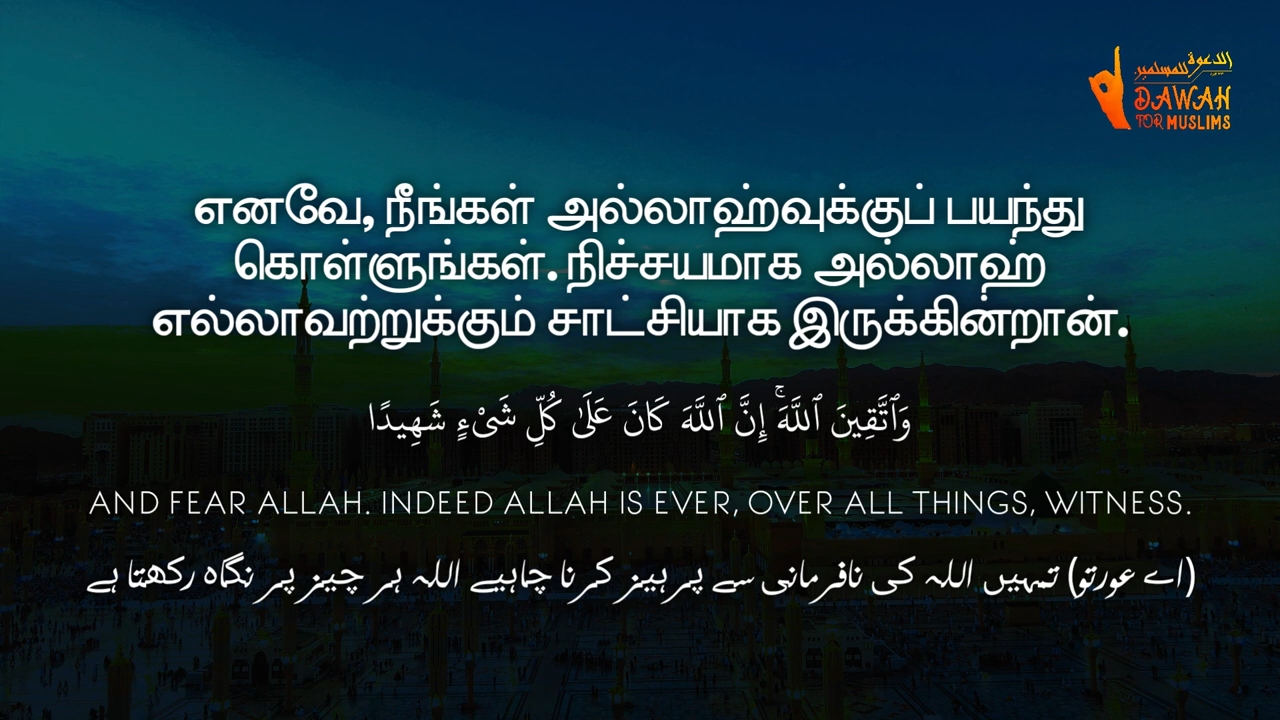 الدعوة للمسلمين
DAWAH
FOR MUSLIMS
எனவே, நீங்கள் அல்லாஹ்வுக்குப் பயந்து
கொள்ளுங்கள். நிச்சயமாக அல்லாஹ்
எல்லாவற்றுக்கும் சாட்சியாக இருக்கின்றான்.
وَٱتَّقِينَ ٱللَّهَ ۚ إِنَّ ٱللَّهَ كَانَ عَلَىٰ كُلِّ شَىْءٍ شَهِيدًا
AND FEAR ALLAH. INDEED ALLAH IS EVER, OVER ALL THINGS, WITNESS.
(اے عورتو) تمہیں اللہ کی نافرمانی سے پرہیز کرنا چاہیے اللہ ہر چیز پر نگاہ رکھتا ہے